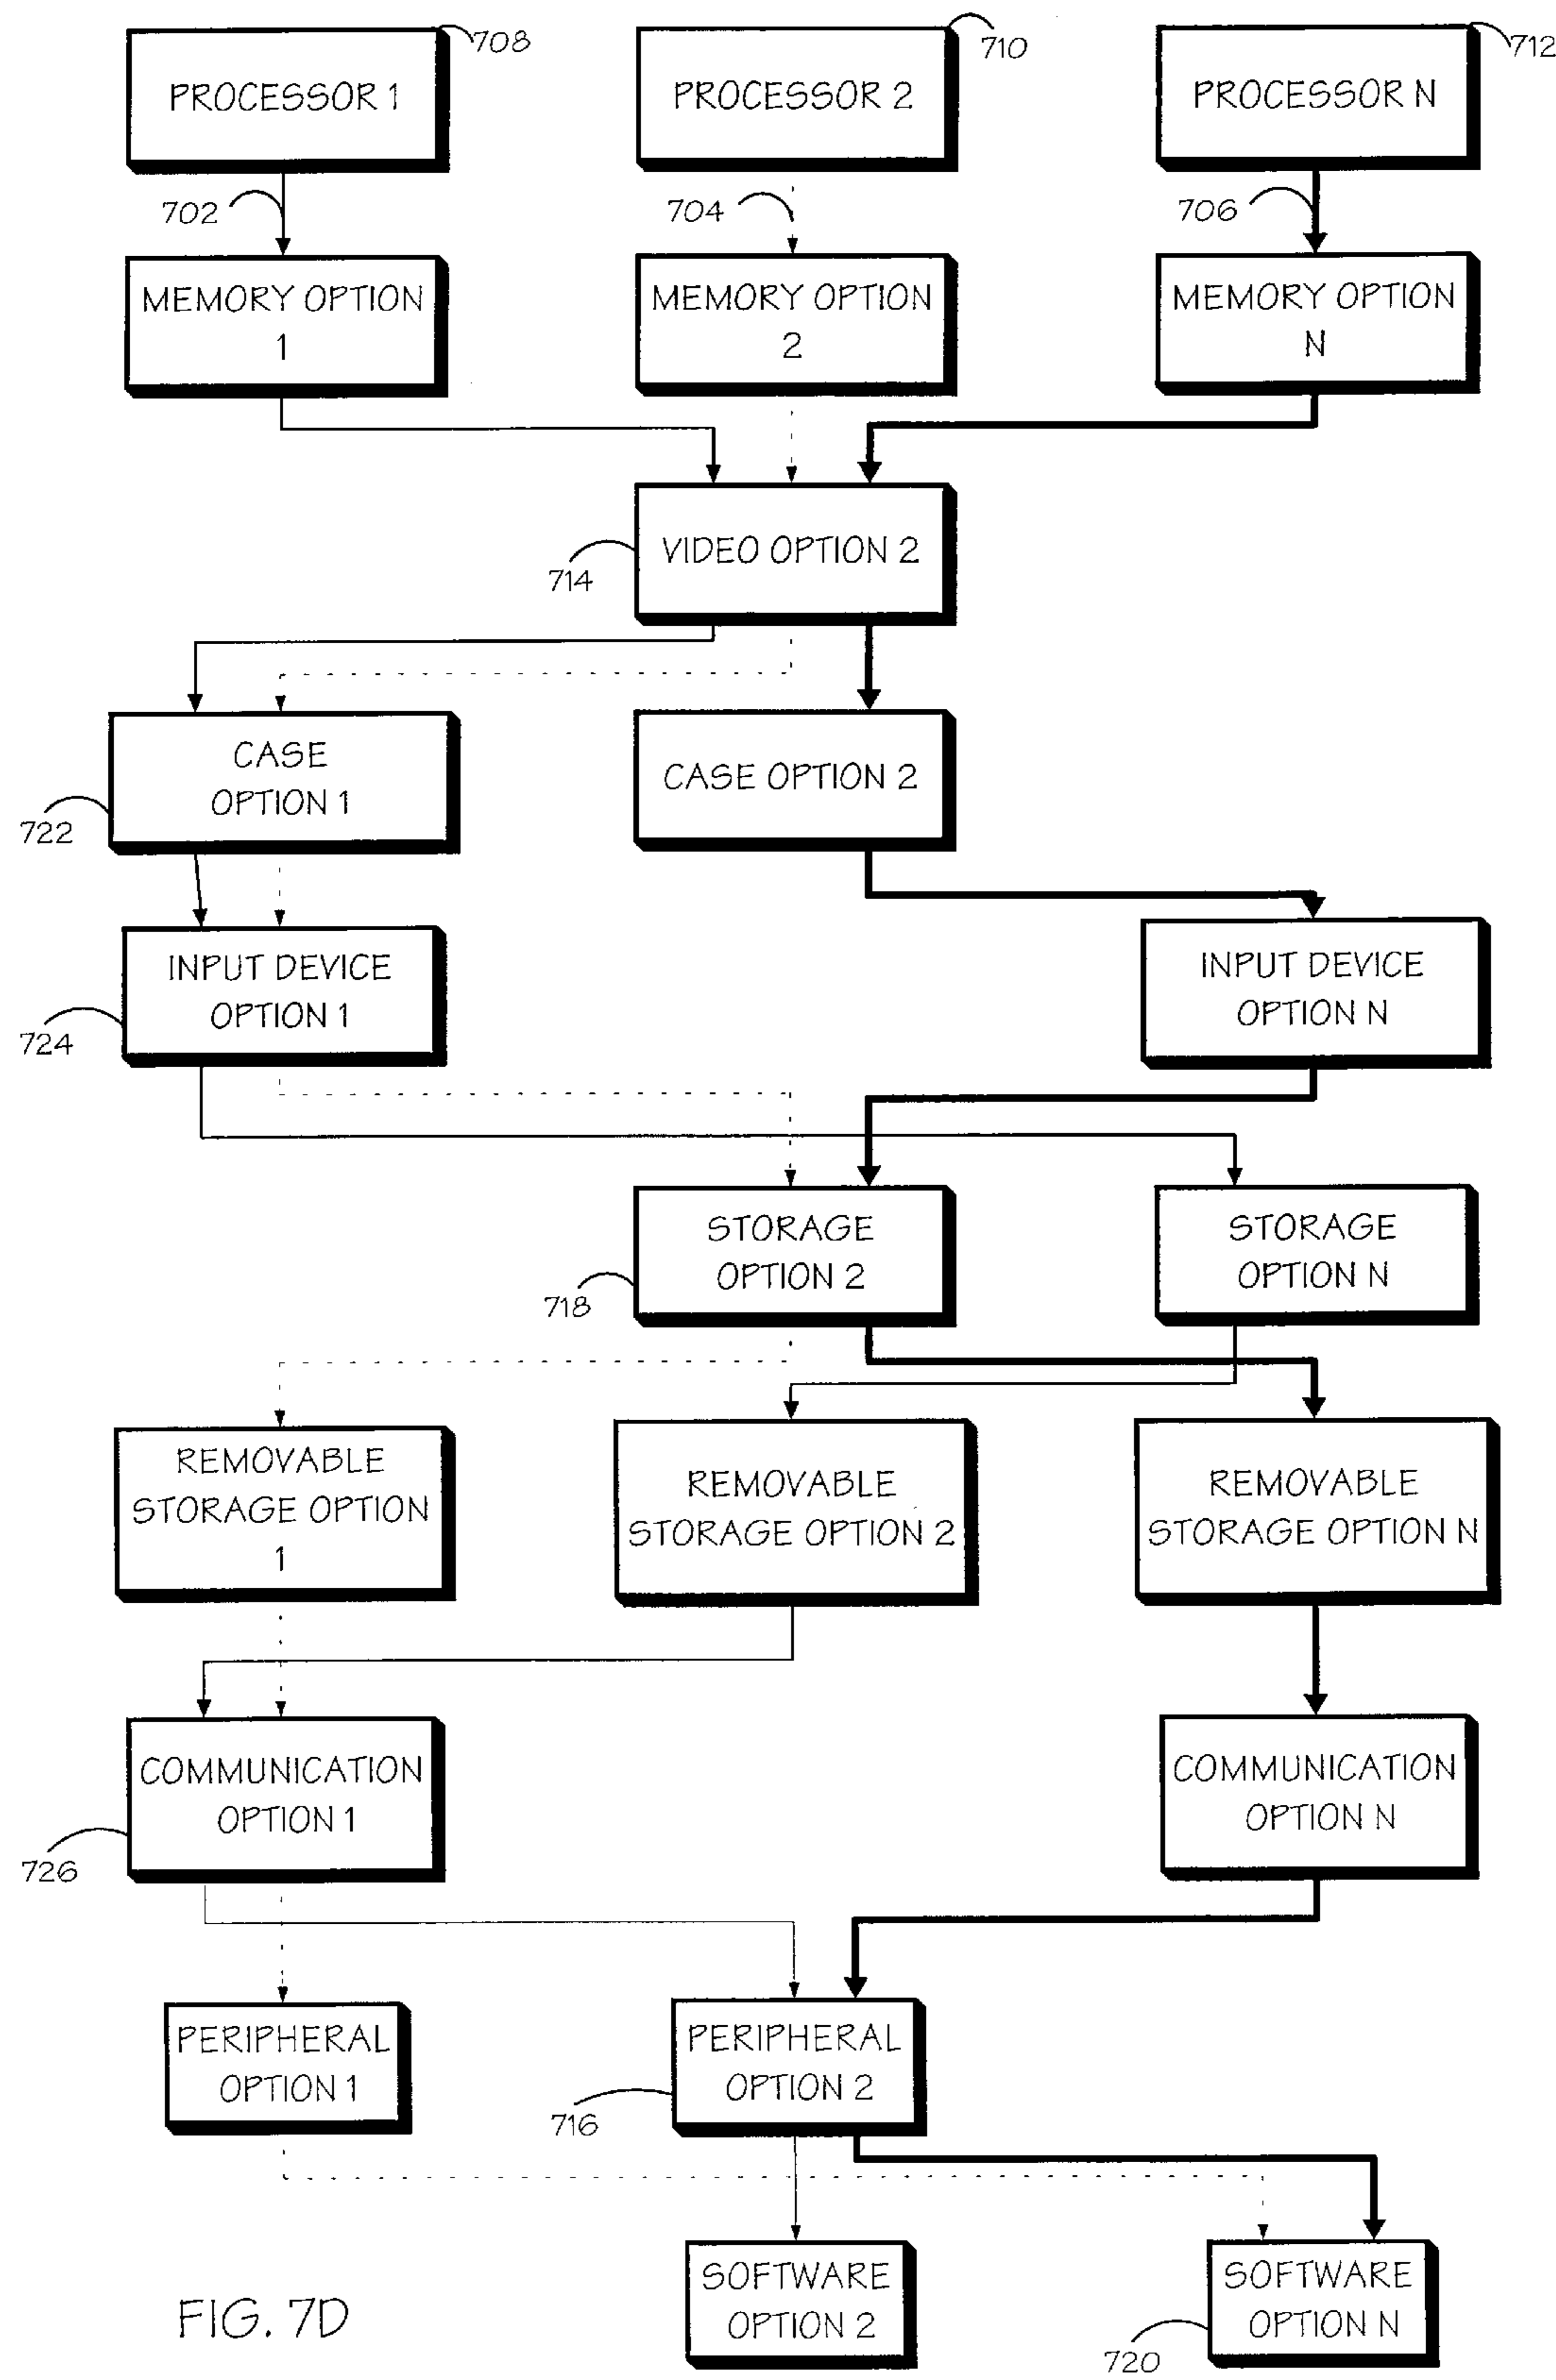 708
710
712
PROCESSOR 1
PROCESSOR 2
PROCESSOR N
702
704
706
MEMORY OPTION
1
MEMORY OPTION
2
MEMORY OPTION
N
VIDEO OPTION 2
714
CASE
OPTION 1
722
CASE OPTION 2
INPUT DEVICE
OPTION 1
724
INPUT DEVICE
OPTION N
STORAGE
OPTION 2
718
STORAGE
OPTION N
REMOVABLE
STORAGE OPTION
1
REMOVABLE
STORAGE OPTION 2
REMOVABLE
STORAGE OPTION N
COMMUNICATION
OPTION 1
726
COMMUNICATION
OPTION N
PERIPHERAL
OPTION 1
PERIPHERAL
OPTION 2
716
SOFTWARE
OPTION 2
SOFTWARE
OPTION N
720
FIG. 7D